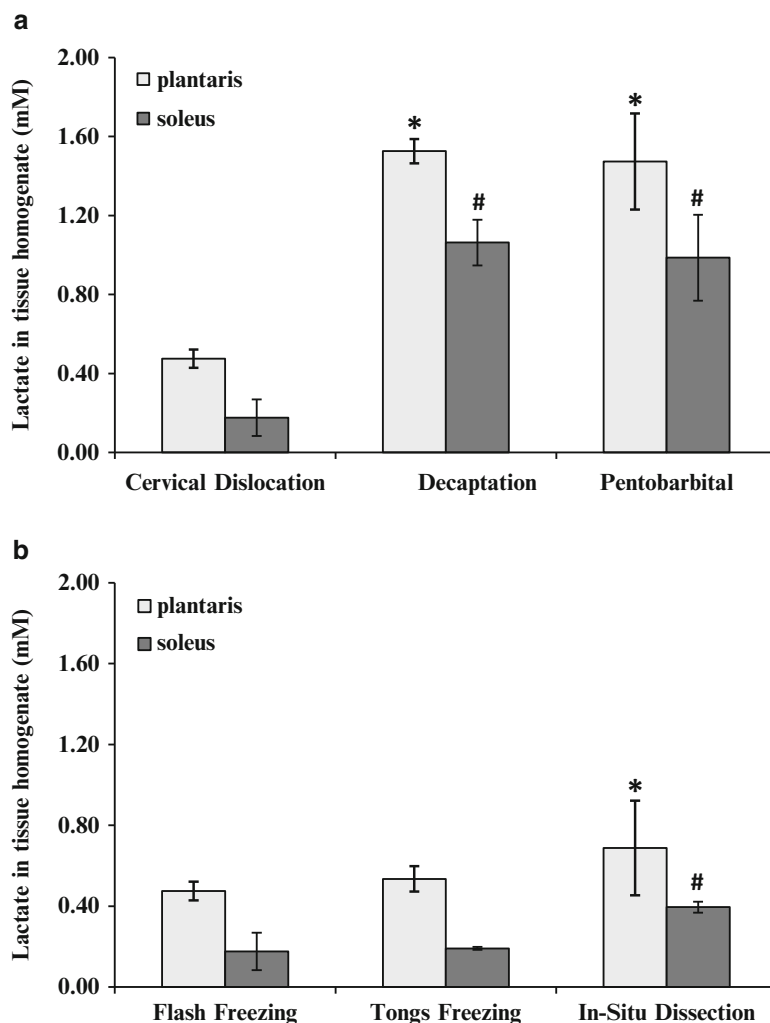 a
Lactate in tissue homogenate (mM)
2.00
1.60
1.20
0.80
0.40
0.00
plantaris
soleus
*
#
*
#
Cervical Dislocation
Decaptation
Pentobarbital
b
Lactate in tissue homogenate (mM)
2.00
1.60
1.20
0.80
0.40
0.00
plantaris
soleus
*
#
Flash Freezing
Tongs Freezing
In-Situ Dissection